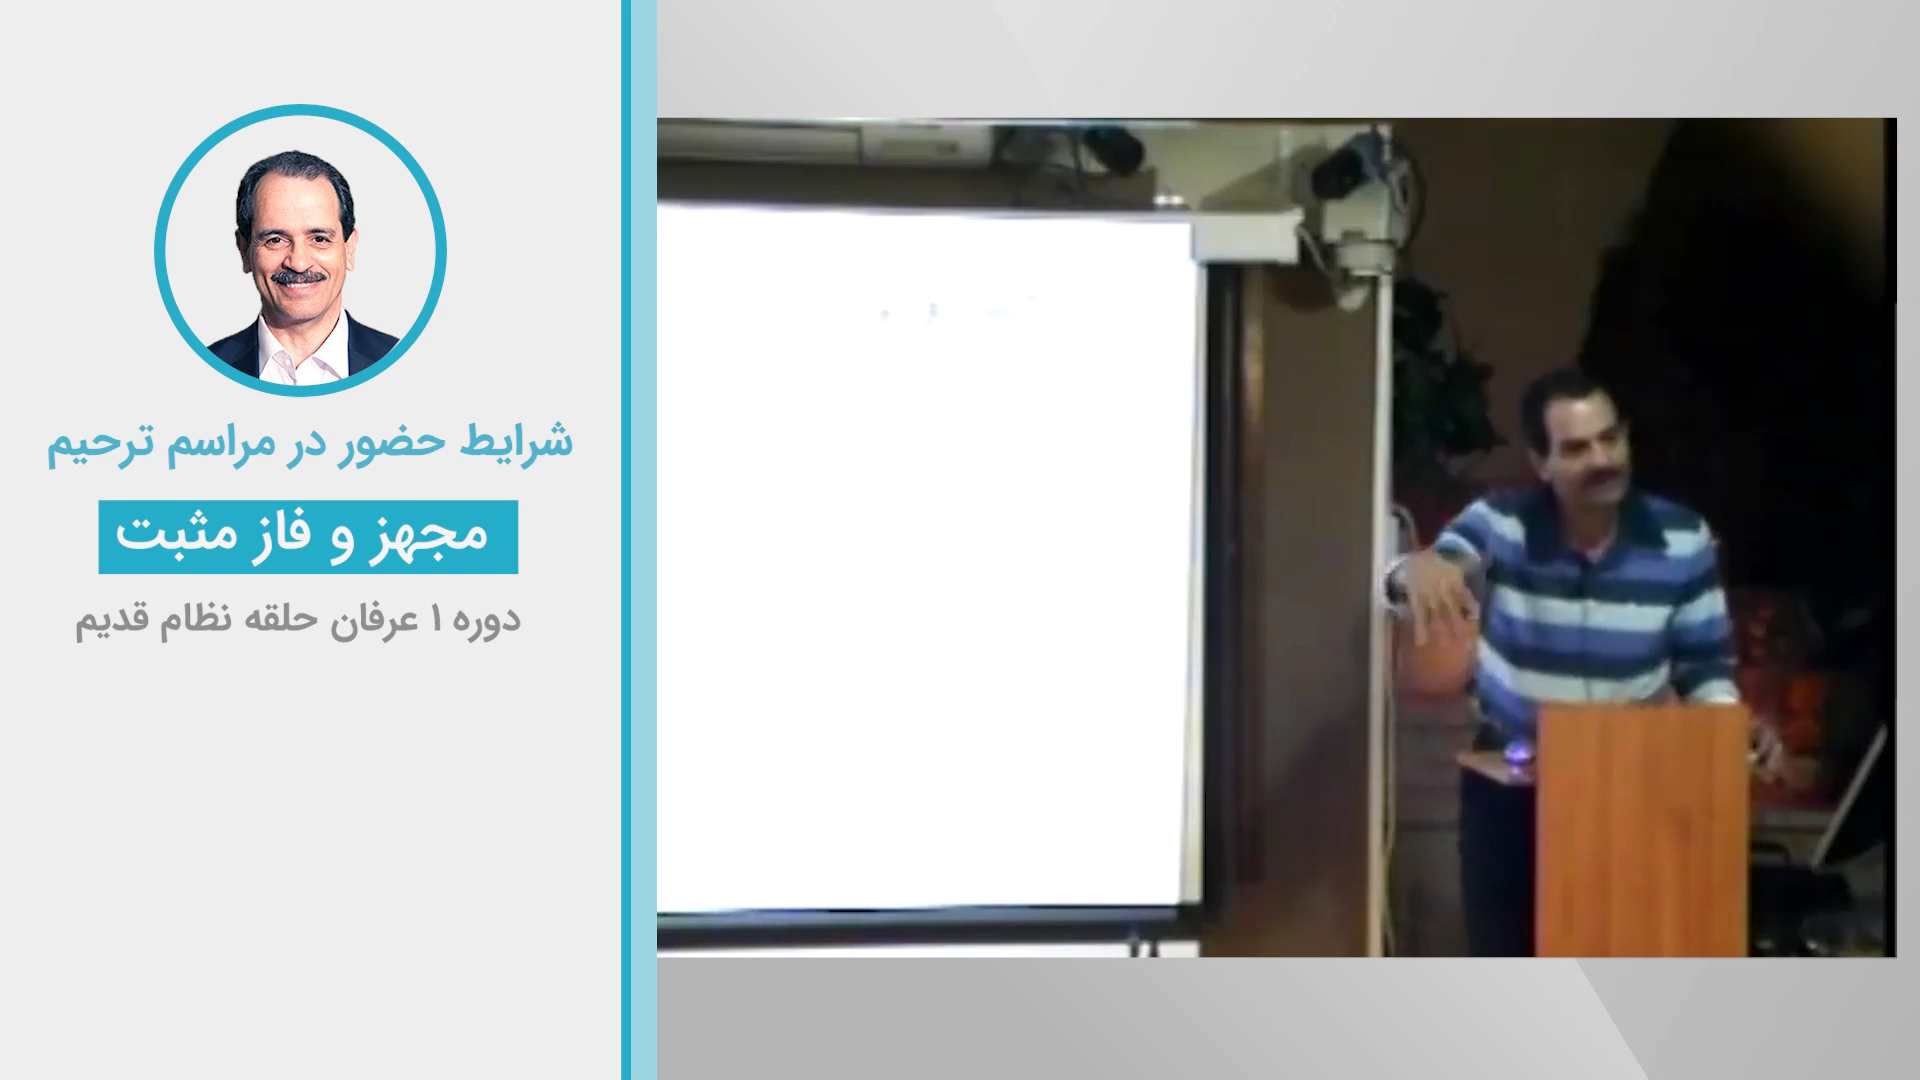 شرایط حضور در مراسم ترحیم
مجهز و فاز مثبت
دوره ۱ عرفان حلقه نظام قدیم